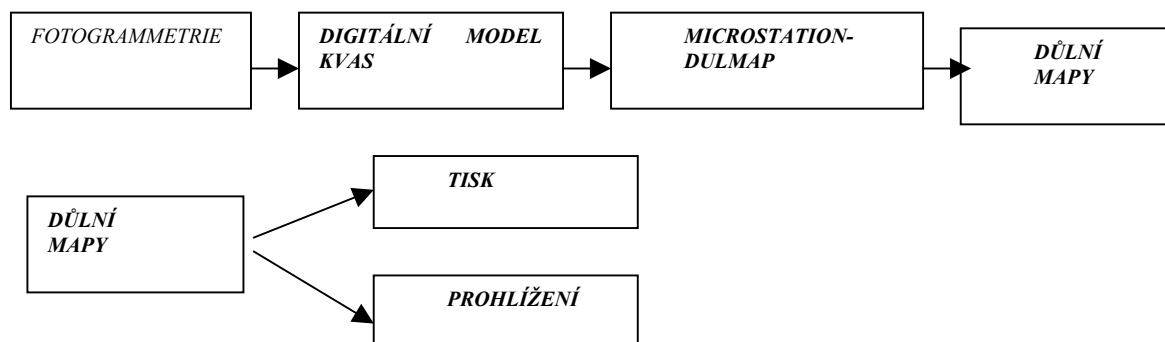 FOTOGRAMMETRIE
DIGITÁLNÍ MODEL
KVAS
MICROSTATION-
DULMAP
DŮLNÍ
MAPY
DŮLNÍ
MAPY
TISK
PROHLÍŽENÍ